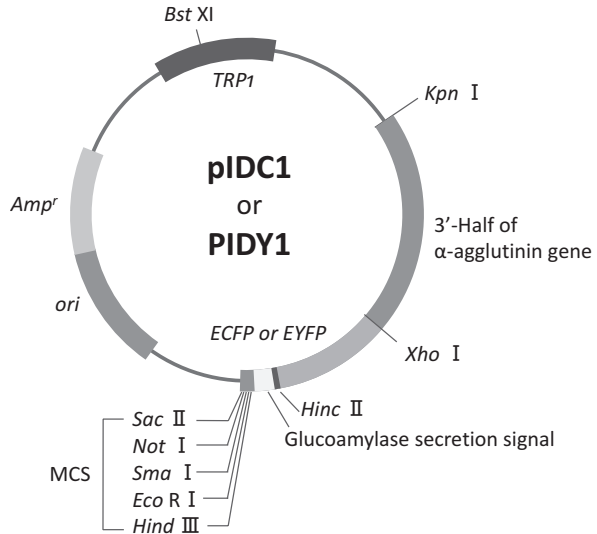 Bst XI
TRP1
Kpn I
pIDC1
or
PIDY1
Ampʳ
3’-Half of
α-agglutinin gene
ori
ECFP or EYFP
Xho I
Hinc II
Glucoamylase secretion signal
MCS
Sac II
Not I
Sma I
Eco R I
Hind III